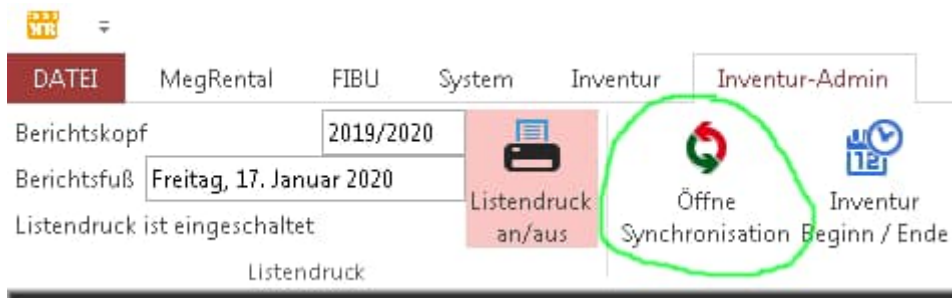 DATEI MegRental FIBU System Inventur Inventur-Admin
Berichtskopf 2019/2020
Berichtsfuß Freitag, 17. Januar 2020
Listendruck ist eingeschaltet
Listendruck
an/aus
Listendruck
Öffne
Synchronisation
Inventur
Beginn / Ende